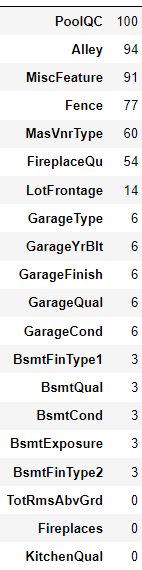 PoolQC 100
Alley 94
MiscFeature 91
Fence 77
MasVnrType 60
FireplaceQu 54
LotFrontage 14
GarageType 6
GarageYrBlt 6
GarageFinish 6
GarageQual 6
GarageCond 6
BsmtFinType1 3
BsmtQual 3
BsmtCond 3
BsmtExposure 3
BsmtFinType2 3
TotRmsAbvGrd 0
Fireplaces 0
KitchenQual 0